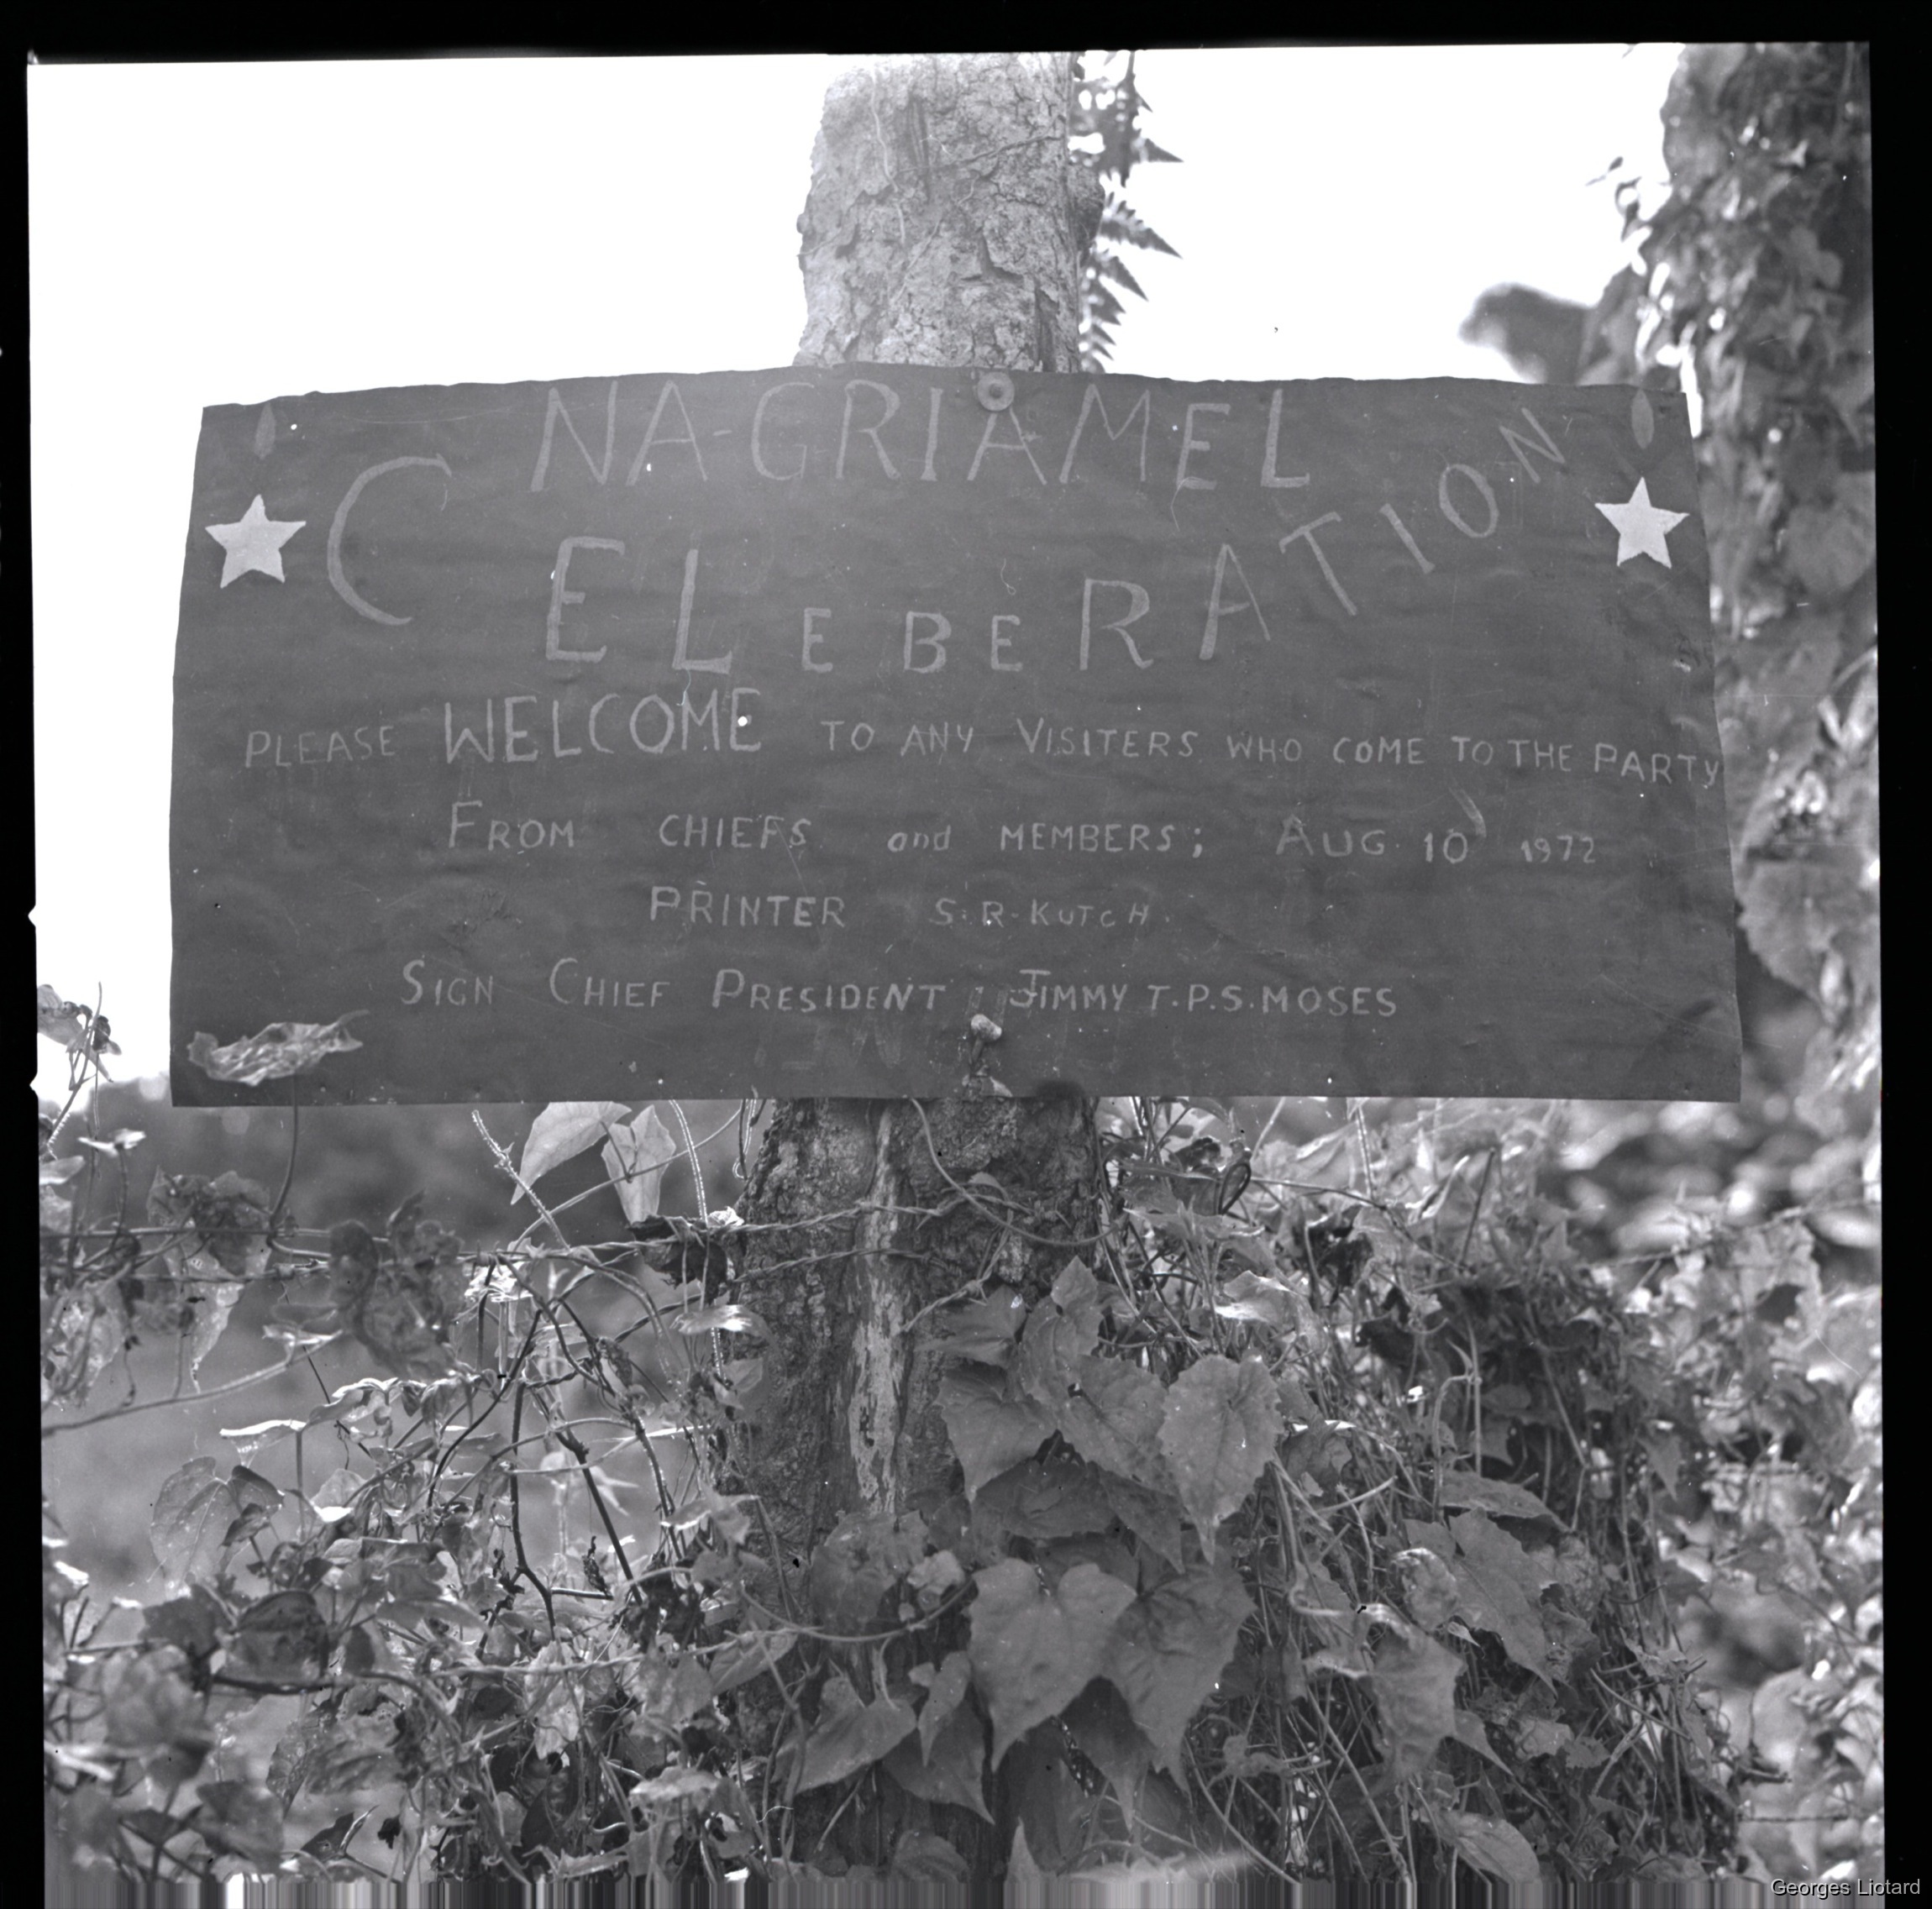 NA-GRIAMEL
CELEBERATION
PLEASE WELCOME TO ANY VISITERS WHO COME TO THE PARTY
FROM CHIEFS and MEMBERS; AUG. 10 1972
PRINTER S. R. KUTCH.
SIGN CHIEF PRESIDENT : JIMMY T.P.S. MOSES
Georges Liotard